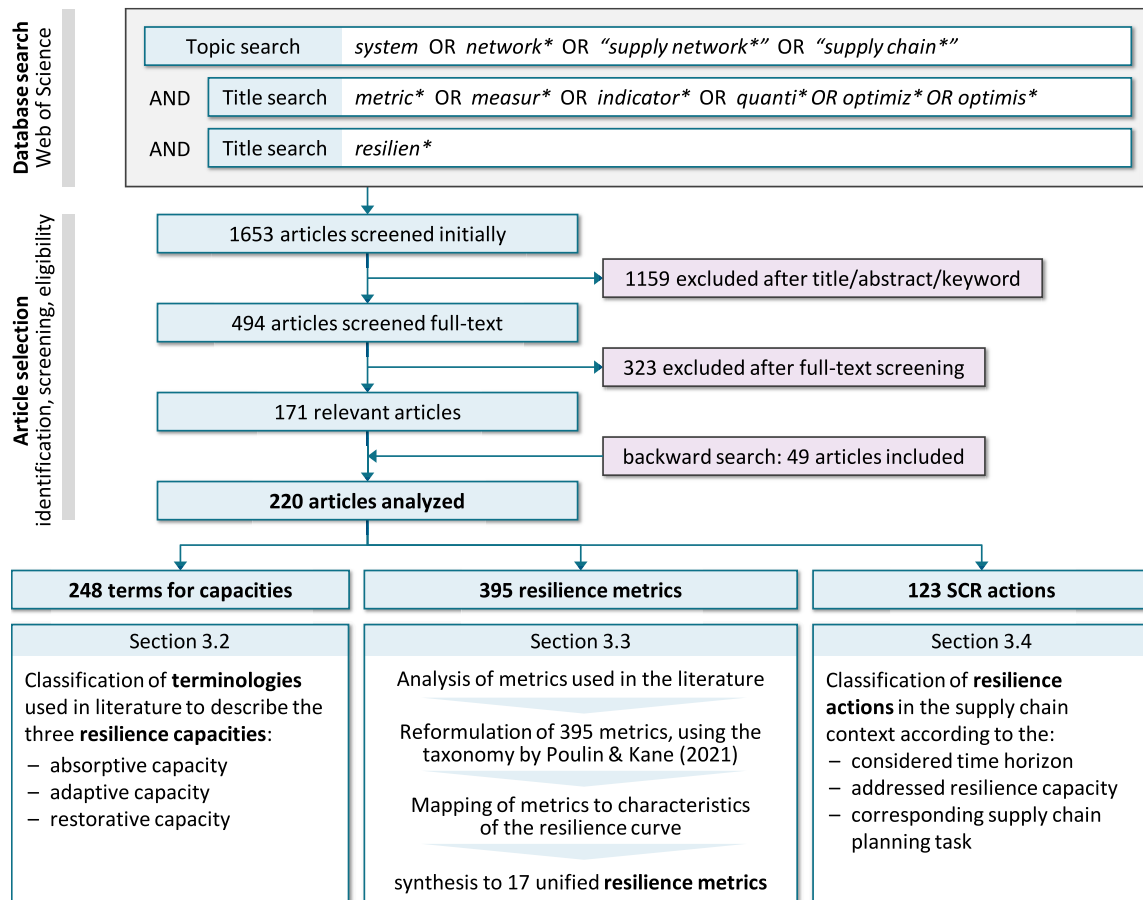 Database search
Web of Science
Topic search
system OR network* OR “supply network*” OR “supply chain*”
AND
Title search
metric* OR measur* OR indicator* OR quanti* OR optimiz* OR optimis*
AND
Title search
resilien*
Article selection
identification, screening, eligibility
1653 articles screened initially
1159 excluded after title/abstract/keyword
494 articles screened full-text
323 excluded after full-text screening
171 relevant articles
backward search: 49 articles included
220 articles analyzed
248 terms for capacities
Section 3.2
Classification of terminologies
used in literature to describe the
three resilience capacities:
– absorptive capacity
– adaptive capacity
– restorative capacity
395 resilience metrics
Section 3.3
Analysis of metrics used in the literature
Reformulation of 395 metrics, using the
taxonomy by Poulin & Kane (2021)
Mapping of metrics to characteristics
of the resilience curve
synthesis to 17 unified resilience metrics
123 SCR actions
Section 3.4
Classification of resilience
actions in the supply chain
context according to the:
– considered time horizon
– addressed resilience capacity
– corresponding supply chain
planning task